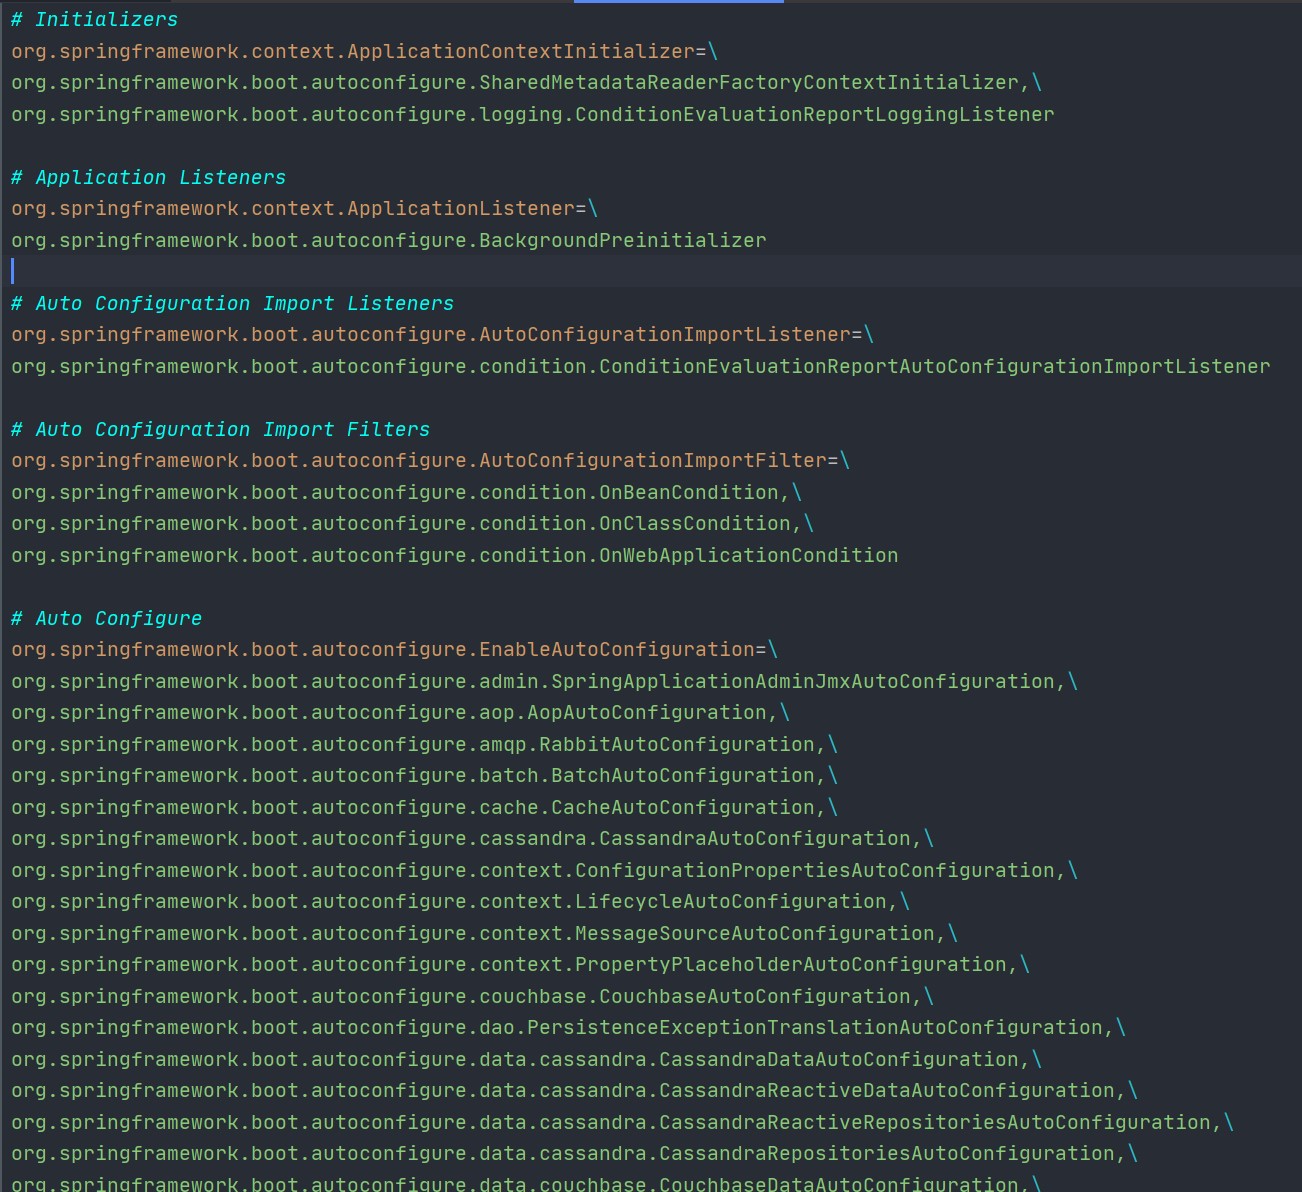 # Initializers
org.springframework.context.ApplicationContextInitializer=\
org.springframework.boot.autoconfigure.SharedMetadataReaderFactoryContextInitializer,\
org.springframework.boot.autoconfigure.logging.ConditionEvaluationReportLoggingListener
# Application Listeners
org.springframework.context.ApplicationListener=\
org.springframework.boot.autoconfigure.BackgroundPreinitializer
# Auto Configuration Import Listeners
org.springframework.boot.autoconfigure.AutoConfigurationImportListener=\
org.springframework.boot.autoconfigure.condition.ConditionEvaluationReportAutoConfigurationImportListener
# Auto Configuration Import Filters
org.springframework.boot.autoconfigure.AutoConfigurationImportFilter=\
org.springframework.boot.autoconfigure.condition.OnBeanCondition,\
org.springframework.boot.autoconfigure.condition.OnClassCondition,\
org.springframework.boot.autoconfigure.condition.OnWebApplicationCondition
# Auto Configure
org.springframework.boot.autoconfigure.EnableAutoConfiguration=\
org.springframework.boot.autoconfigure.admin.SpringApplicationAdminJmxAutoConfiguration,\
org.springframework.boot.autoconfigure.aop.AopAutoConfiguration,\
org.springframework.boot.autoconfigure.amqp.RabbitAutoConfiguration,\
org.springframework.boot.autoconfigure.batch.BatchAutoConfiguration,\
org.springframework.boot.autoconfigure.cache.CacheAutoConfiguration,\
org.springframework.boot.autoconfigure.cassandra.CassandraAutoConfiguration,\
org.springframework.boot.autoconfigure.context.ConfigurationPropertiesAutoConfiguration,\
org.springframework.boot.autoconfigure.context.LifecycleAutoConfiguration,\
org.springframework.boot.autoconfigure.context.MessageSourceAutoConfiguration,\
org.springframework.boot.autoconfigure.context.PropertyPlaceholderAutoConfiguration,\
org.springframework.boot.autoconfigure.couchbase.CouchbaseAutoConfiguration,\
org.springframework.boot.autoconfigure.dao.PersistenceExceptionTranslationAutoConfiguration,\
org.springframework.boot.autoconfigure.data.cassandra.CassandraDataAutoConfiguration,\
org.springframework.boot.autoconfigure.data.cassandra.CassandraReactiveDataAutoConfiguration,\
org.springframework.boot.autoconfigure.data.cassandra.CassandraReactiveRepositoriesAutoConfiguration,\
org.springframework.boot.autoconfigure.data.cassandra.CassandraRepositoriesAutoConfiguration,\
org.springframework.boot.autoconfigure.data.couchbase.CouchbaseDataAutoConfiguration,\